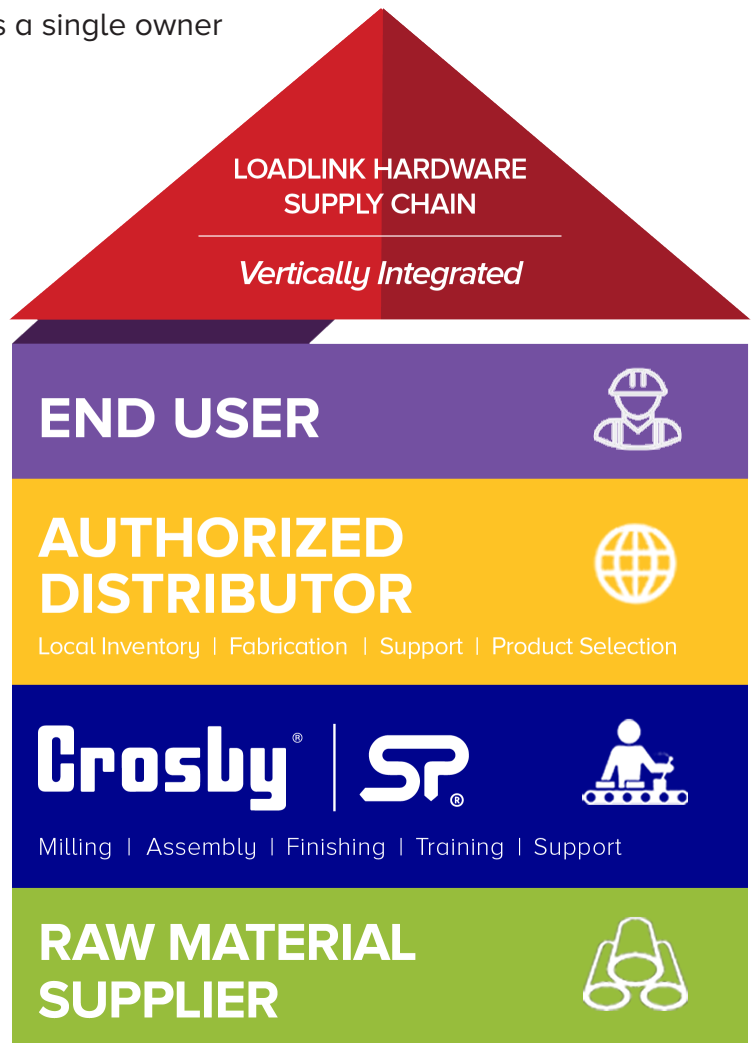 s a single owner
LOADLINK HARDWARE
SUPPLY CHAIN
Vertically Integrated
END USER
AUTHORIZED
DISTRIBUTOR
Local Inventory | Fabrication | Support | Product Selection
Crosby® | SP®
Milling | Assembly | Finishing | Training | Support
RAW MATERIAL
SUPPLIER